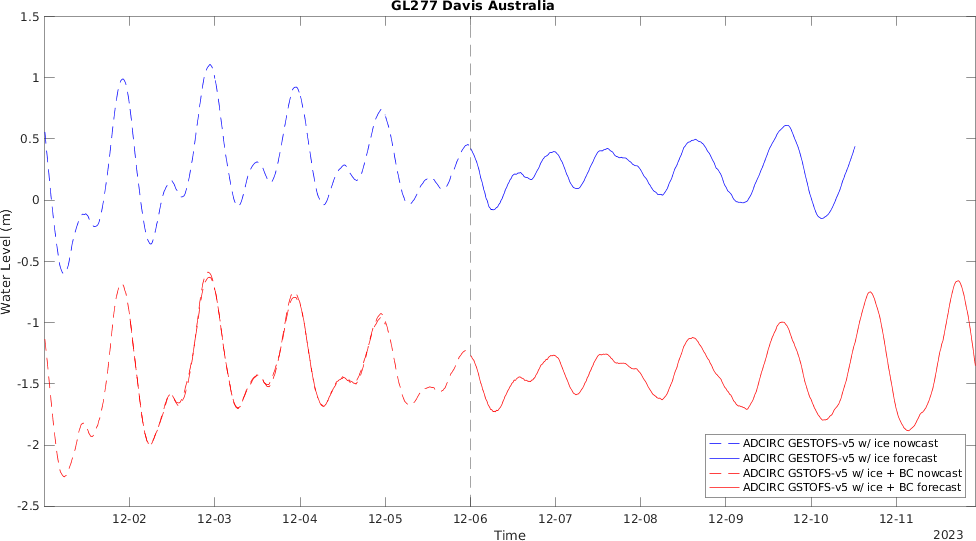 GL277 Davis Australia
1.5
1
0.5
0
-0.5
-1
-1.5
-2
-2.5
Water Level (m)
12-02 12-03 12-04 12-05 12-06 12-07 12-08 12-09 12-10 12-11
Time
2023
ADCIRC GESTOFS-v5 w/ ice nowcast
ADCIRC GESTOFS-v5 w/ ice forecast
ADCIRC GSTOFS-v5 w/ ice + BC nowcast
ADCIRC GSTOFS-v5 w/ ice + BC forecast